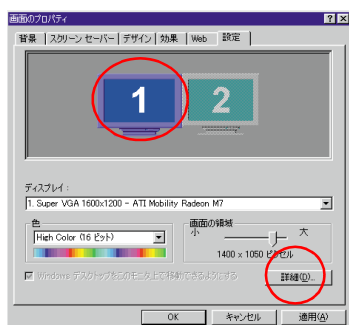 画面のプロパティ
背景 スクリーン セーバー デザイン 効果 Web 設定
1 2
ディスプレイ :
1. Super VGA 1600x1200 - ATI Mobility Radeon M7
色
High Color (16 ビット)
画面の領域
小 大
1400 x 1050 ピクセル
Windows デスクトップをこのモニタ上で移動できるようにする
詳細(D)...
OK キャンセル 適用(A)